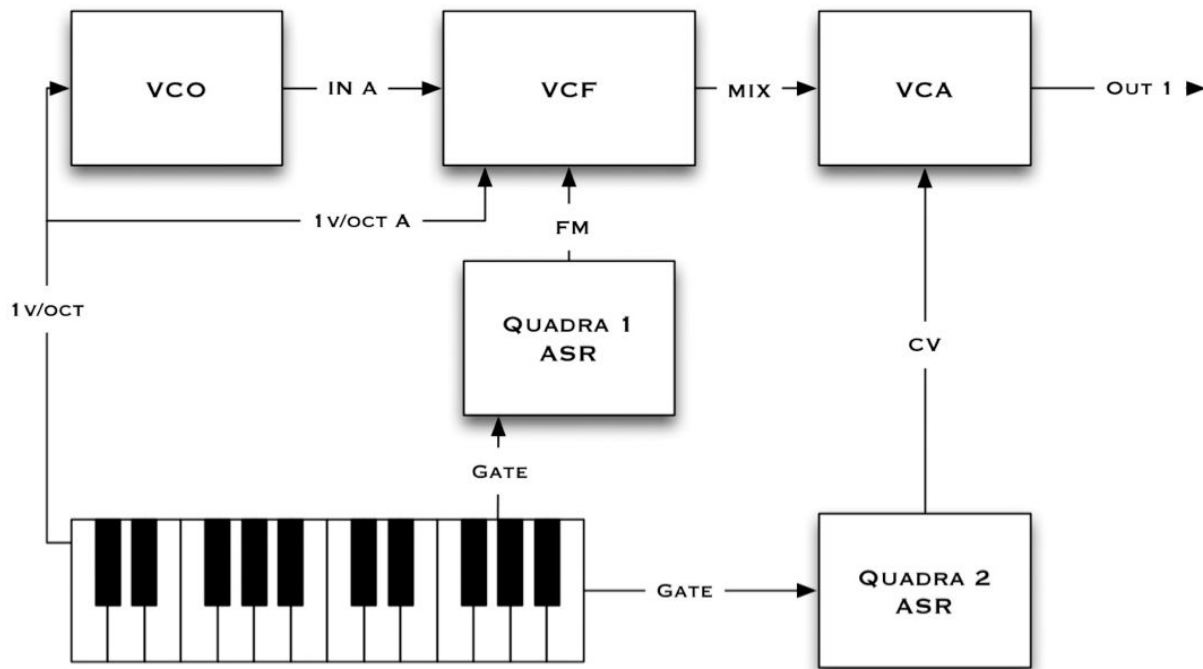 VCO
IN A
VCF
MIX
VCA
OUT 1
1V/OCT A
FM
1V/OCT
QUADRA 1
ASR
CV
GATE
GATE
QUADRA 2
ASR